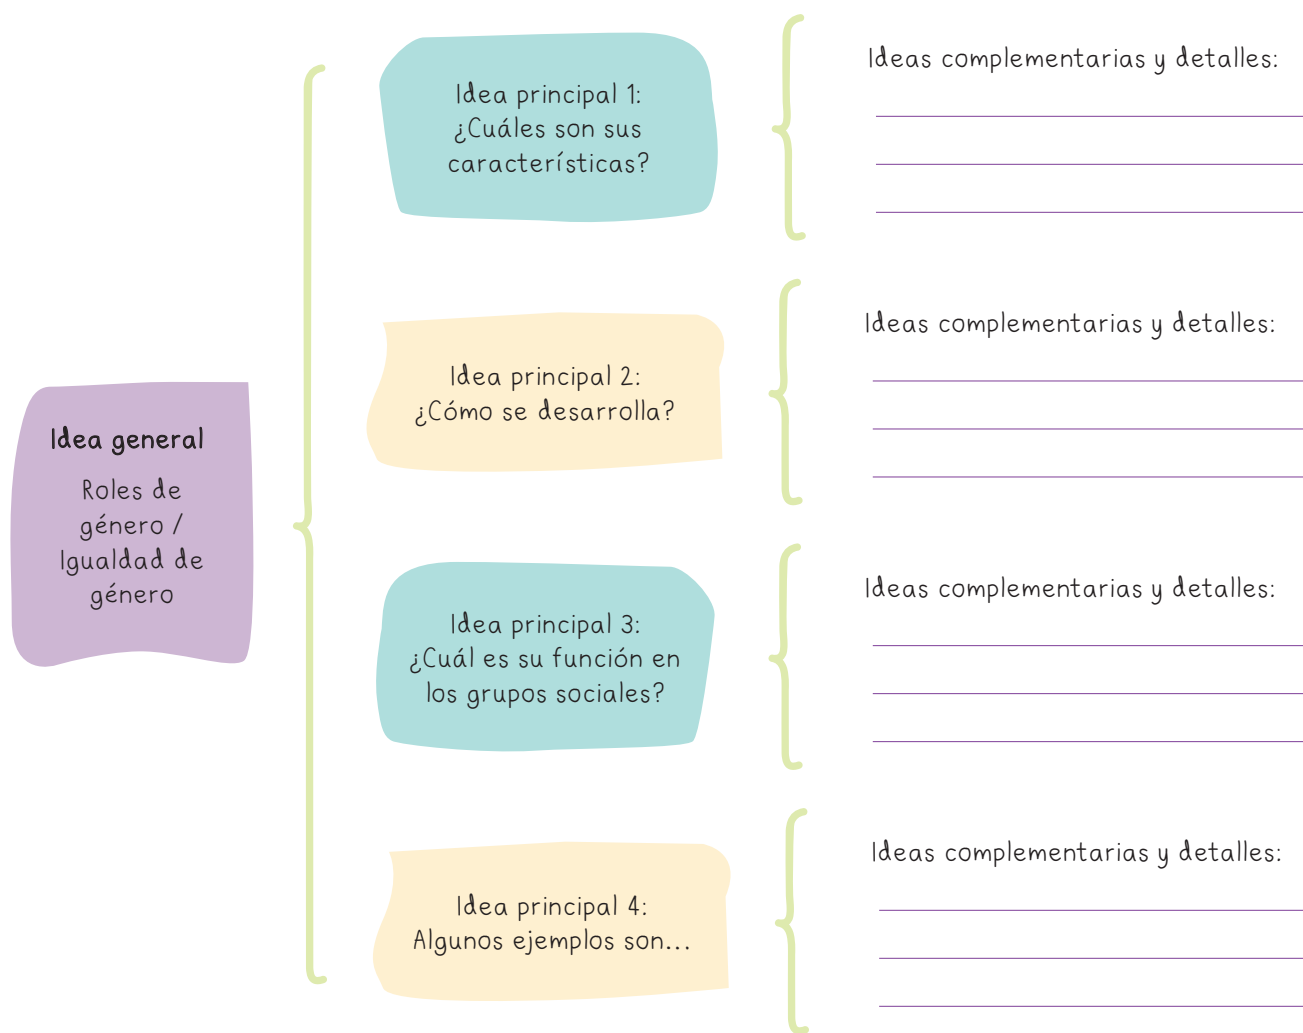 Idea general
Roles de
género /
Igualdad de
género
Idea principal 1:
¿Cuáles son sus
características?
Ideas complementarias y detalles:
Idea principal 2:
¿Cómo se desarrolla?
Ideas complementarias y detalles:
Idea principal 3:
¿Cuál es su función en
los grupos sociales?
Ideas complementarias y detalles:
Idea principal 4:
Algunos ejemplos son...
Ideas complementarias y detalles: